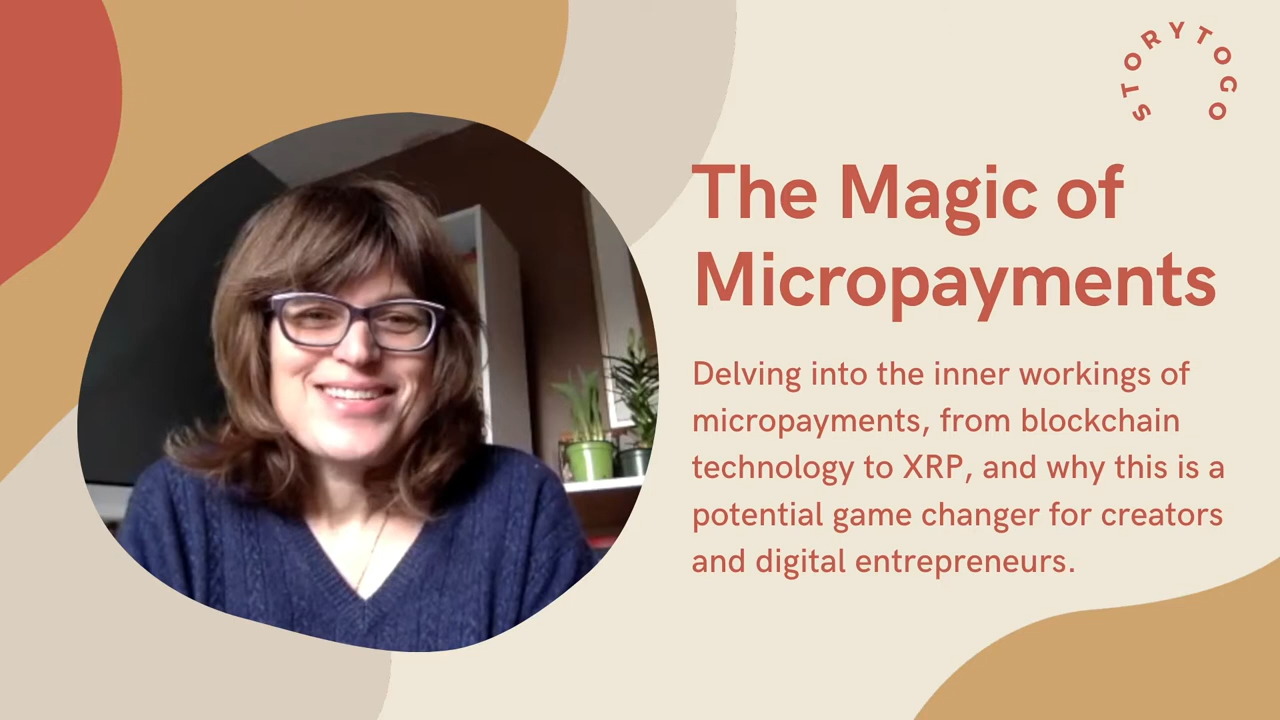 STORYTOGO
The Magic of
Micropayments
Delving into the inner workings of
micropayments, from blockchain
technology to XRP, and why this is a
potential game changer for creators
and digital entrepreneurs.